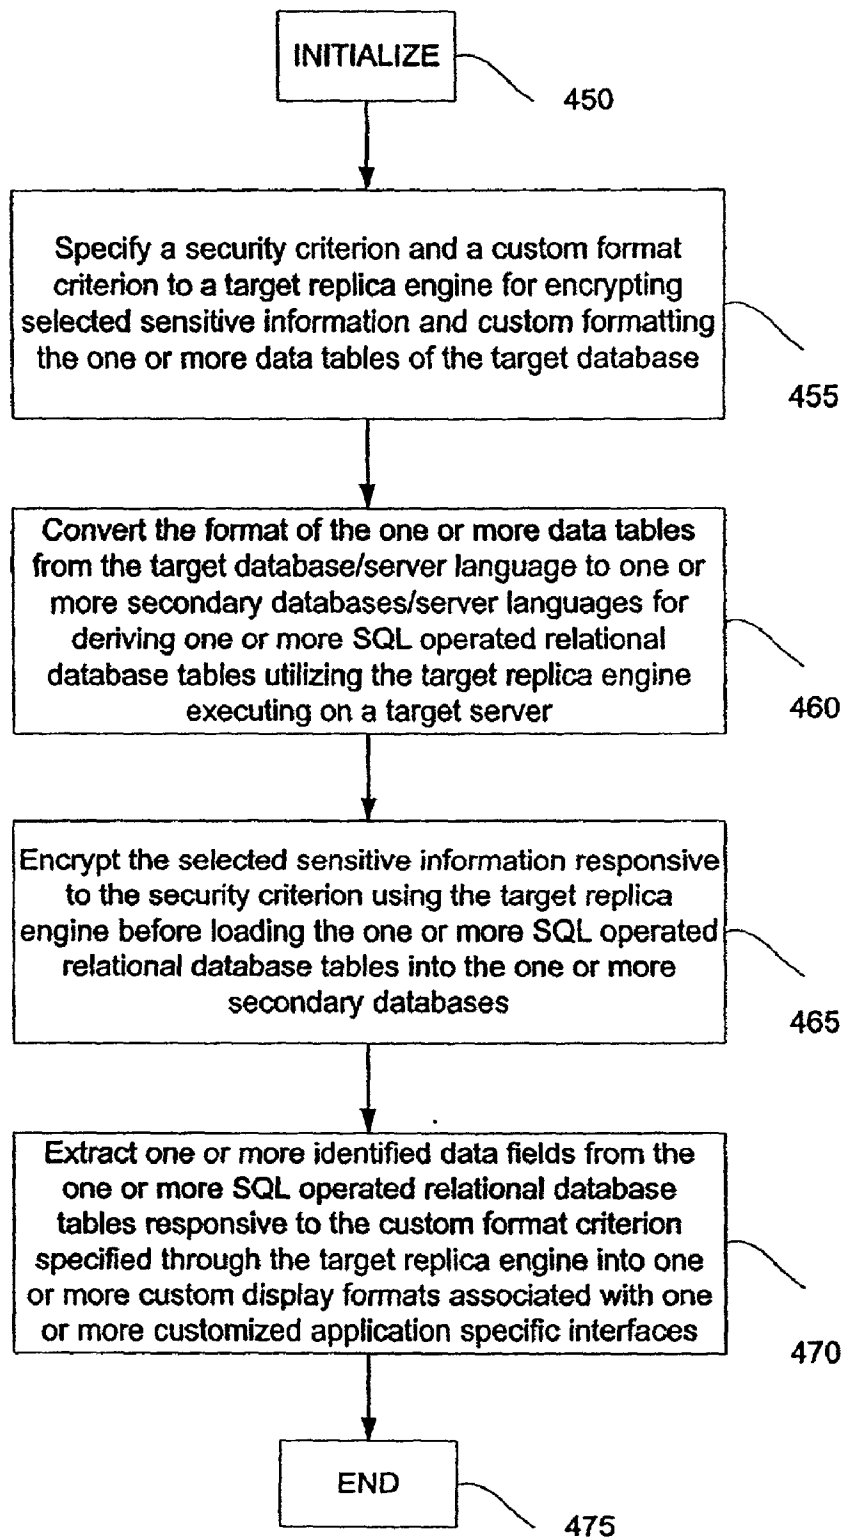 INITIALIZE
450
Specify a security criterion and a custom format
criterion to a target replica engine for encrypting
selected sensitive information and custom formatting
the one or more data tables of the target database
455
Convert the format of the one or more data tables
from the target database/server language to one or
more secondary databases/server languages for
deriving one or more SQL operated relational
database tables utilizing the target replica engine
executing on a target server
460
Encrypt the selected sensitive information responsive
to the security criterion using the target replica
engine before loading the one or more SQL operated
relational database tables into the one or more
secondary databases
465
Extract one or more identified data fields from the
one or more SQL operated relational database
tables responsive to the custom format criterion
specified through the target replica engine into one
or more custom display formats associated with one
or more customized application specific interfaces
470
END
475